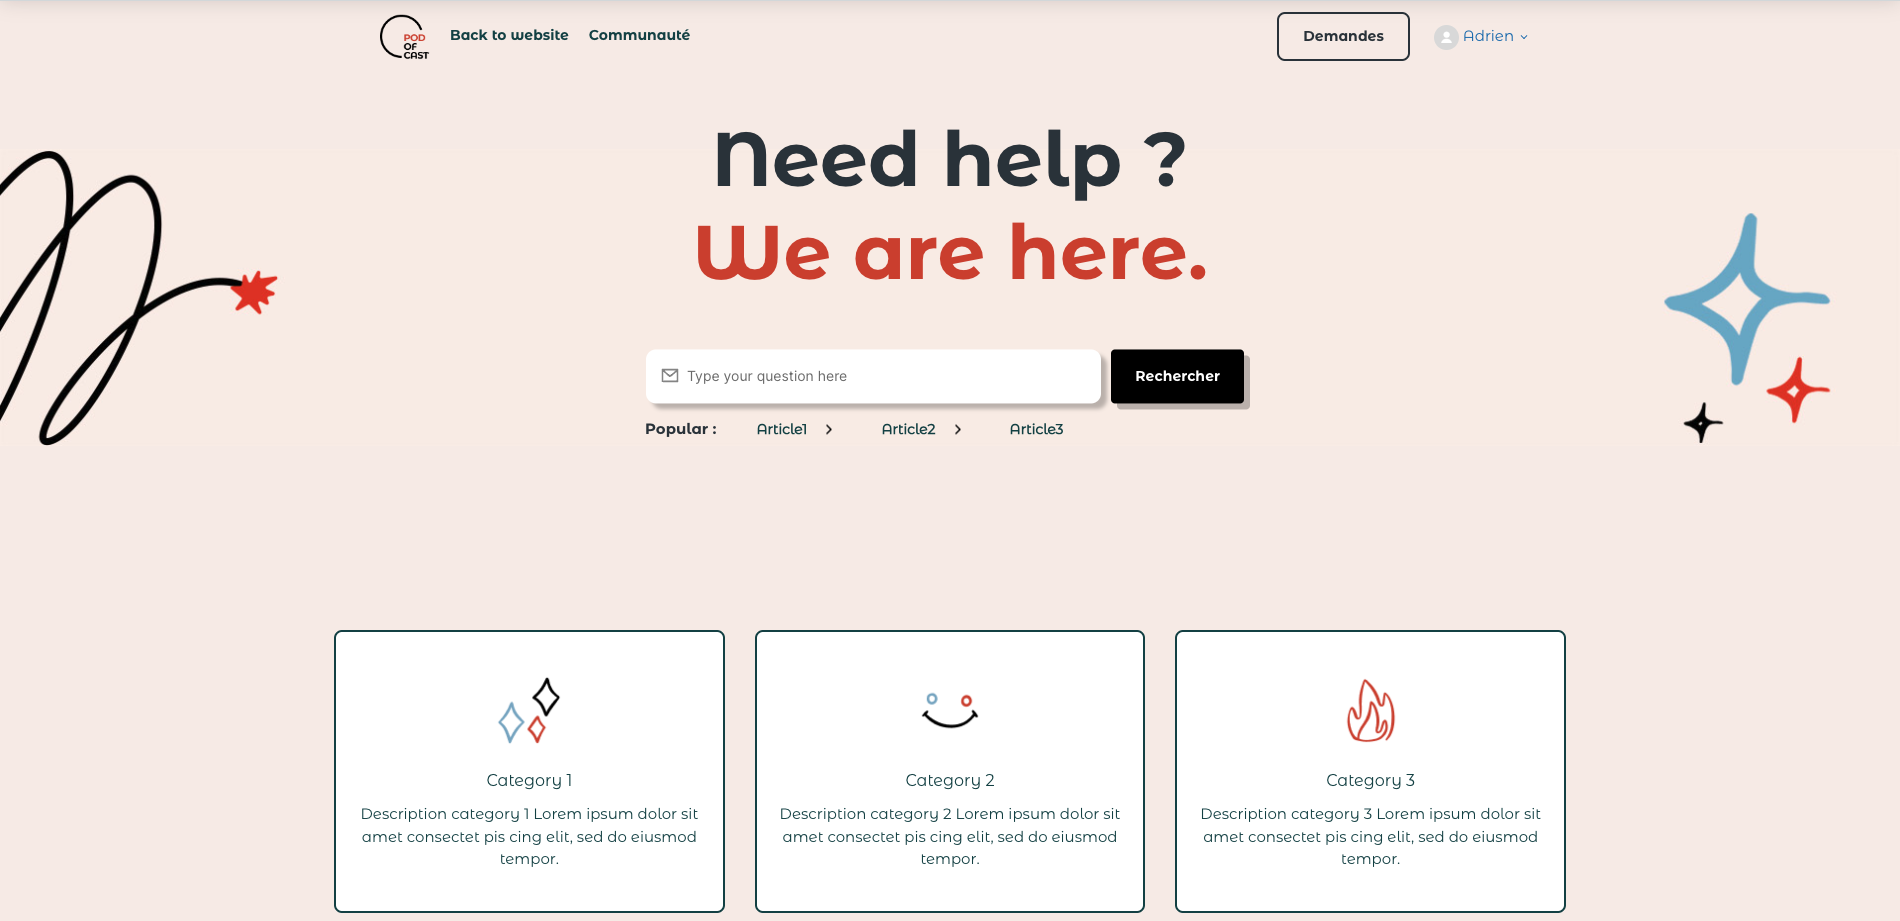 POD
OF
CAST
Back to website
Communauté
Demandes
Adrien
Need help ?
We are here.
Type your question here
Rechercher
Popular :
Article1
Article2
Article3
Category 1
Description category 1 Lorem ipsum dolor sit
amet consectet pis cing elit, sed do eiusmod
tempor.
Category 2
Description category 2 Lorem ipsum dolor sit
amet consectet pis cing elit, sed do eiusmod
tempor.
Category 3
Description category 3 Lorem ipsum dolor sit
amet consectet pis cing elit, sed do eiusmod
tempor.